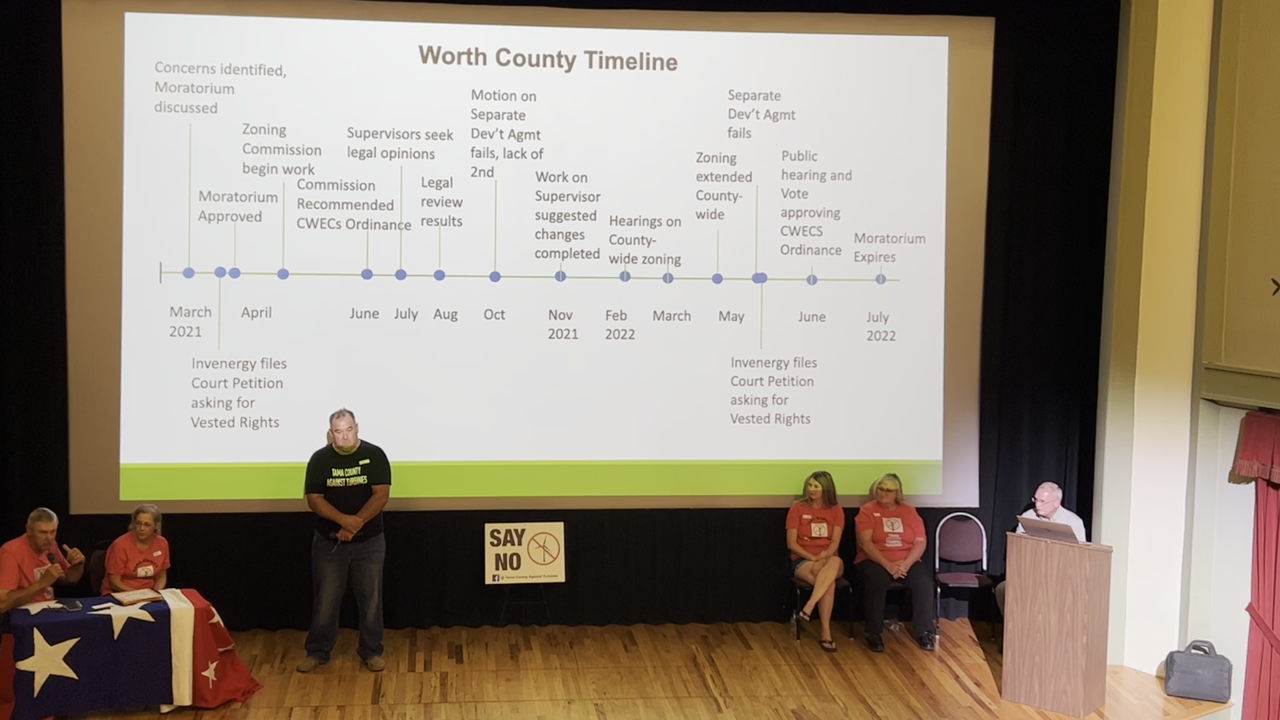 Worth County Timeline
Concerns identified,
Moratorium
discussed
Moratorium
Approved
Zoning
Commission
begin work
Commission
Recommended
CWECs Ordinance
Supervisors seek
legal opinions
Legal
review
results
Motion on
Separate
Dev't Agmt
fails, lack of
2nd
Work on
Supervisor
suggested
changes
completed
Hearings on
County-
wide zoning
Zoning
extended
County-
wide
Separate
Dev't Agmt
fails
Public
hearing and
Vote
approving
CWECS
Ordinance
Moratorium
Expires
March
2021
April
June
July
Aug
Oct
Nov
2021
Feb
2022
March
May
June
July
2022
Invenergy files
Court Petition
asking for
Vested Rights
Invenergy files
Court Petition
asking for
Vested Rights
TAMA COUNTY
AGAINST TURBINES
SAY
NO
Tama County Against Turbines